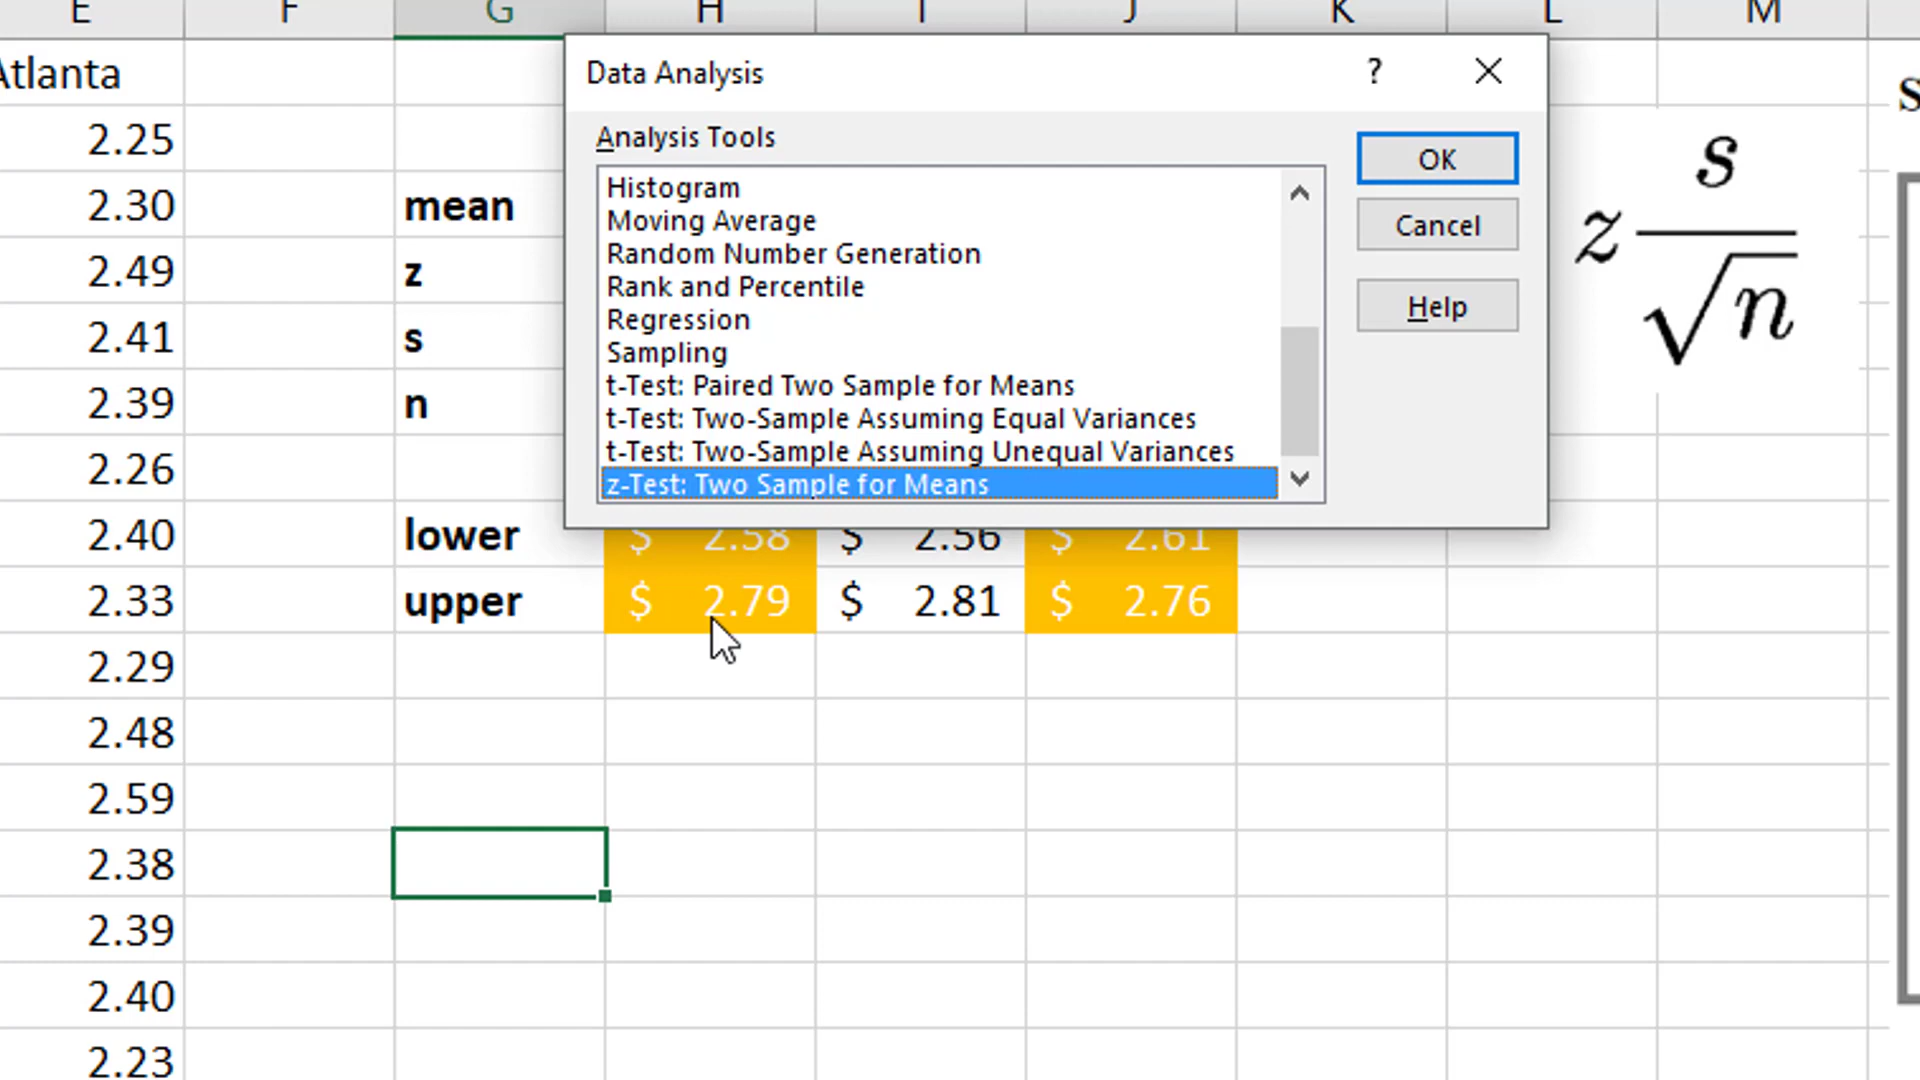 E F G H I J K L M
Atlanta
2.25
2.30 mean
2.49 z
2.41 s
2.39 n
2.26
2.40 lower $ 2.58 $ 2.56 $ 2.61
2.33 upper $ 2.79 $ 2.81 $ 2.76
2.29
2.48
2.59
2.38
2.39
2.40
2.23
Data Analysis ?
Analysis Tools
Histogram
Moving Average
Random Number Generation
Rank and Percentile
Regression
Sampling
t-Test: Paired Two Sample for Means
t-Test: Two-Sample Assuming Equal Variances
t-Test: Two-Sample Assuming Unequal Variances
z-Test: Two Sample for Means
OK
Cancel
Help
z s
√n